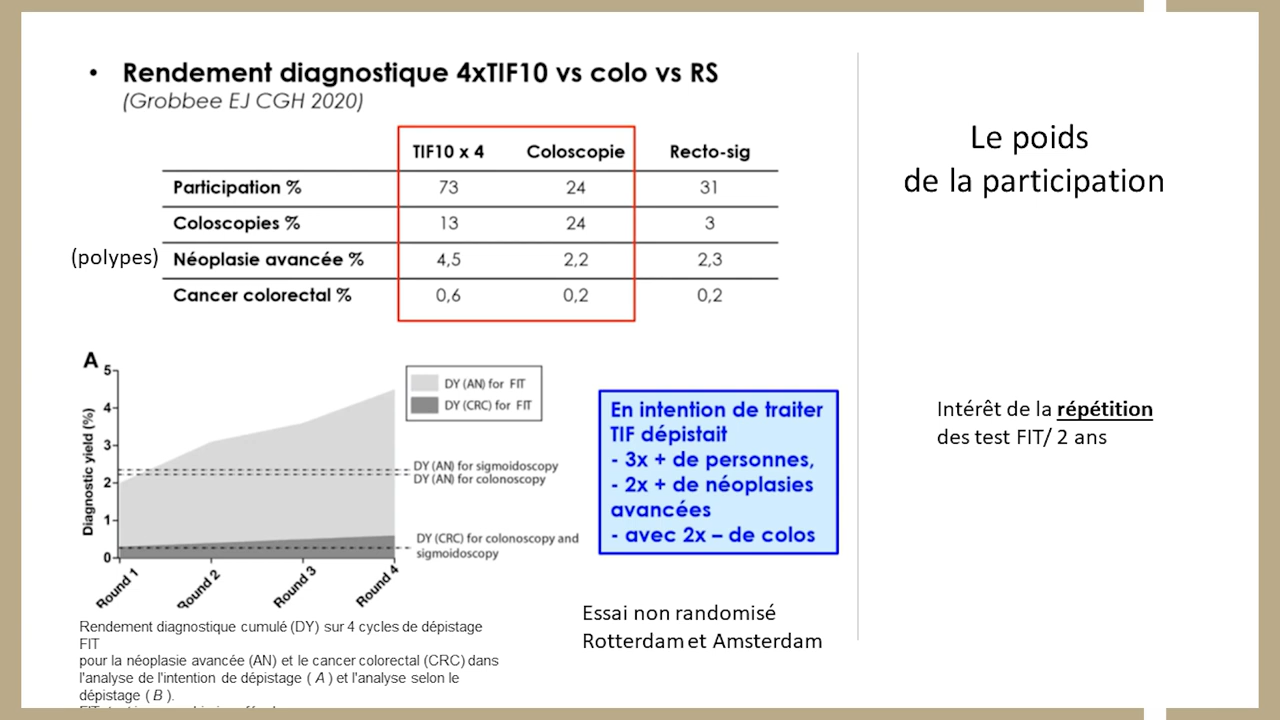 • Rendement diagnostique 4xTIF10 vs colo vs RS
(Grobbee EJ CGH 2020)
TIF10 x 4 Coloscopie Recto-sig
Participation % 73 24 31
Coloscopies % 13 24 3
(polypes) Néoplasie avancée % 4,5 2,2 2,3
Cancer colorectal % 0,6 0,2 0,2
A
Diagnostic yield (%)
5
4
3
2
1
0
Round 1
Round 2
Round 3
Round 4
DY (AN) for FIT
DY (CRC) for FIT
DY (AN) for sigmoidoscopy
DY (AN) for colonoscopy
DY (CRC) for colonoscopy and
sigmoidoscopy
En intention de traiter
TIF dépistait
- 3x + de personnes,
- 2x + de néoplasies
avancées
- avec 2x – de colos
Essai non randomisé
Rotterdam et Amsterdam
Rendement diagnostique cumulé (DY) sur 4 cycles de dépistage
FIT
pour la néoplasie avancée (AN) et le cancer colorectal (CRC) dans
l'analyse de l'intention de dépistage ( A ) et l'analyse selon le
dépistage ( B ).
Le poids
de la participation
Intérêt de la répétition
des test FIT/ 2 ans